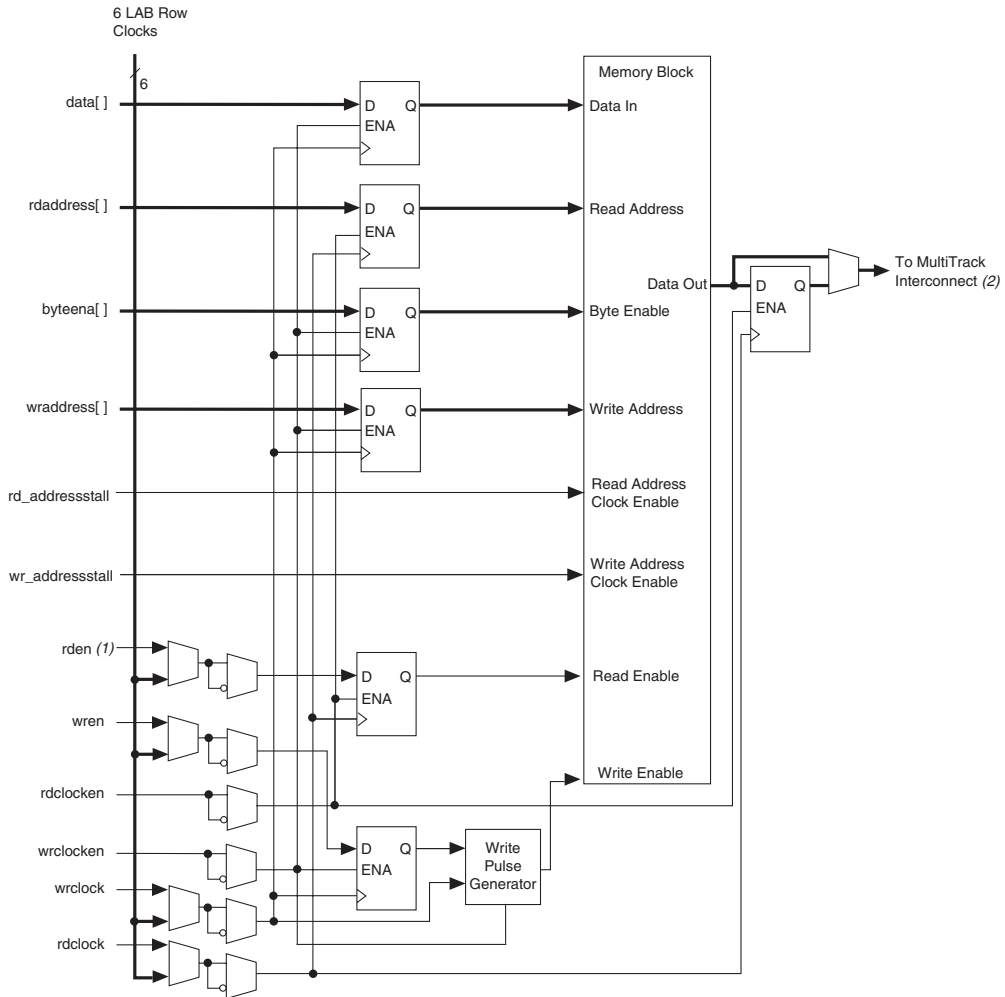 6 LAB Row
Clocks
6
Memory Block
data[ ]
D Q
ENA
Data In
rdaddress[ ]
D Q
ENA
Read Address
To MultiTrack
Interconnect (2)
Data Out
D Q
ENA
byteena[ ]
D Q
ENA
Byte Enable
wraddress[ ]
D Q
ENA
Write Address
rd_addressstall
Read Address
Clock Enable
wr_addressstall
Write Address
Clock Enable
rden (1)
D Q
ENA
Read Enable
wren
Write Enable
rdclocken
wrclocken
D Q
ENA
Write
Pulse
Generator
wrclock
rdclock